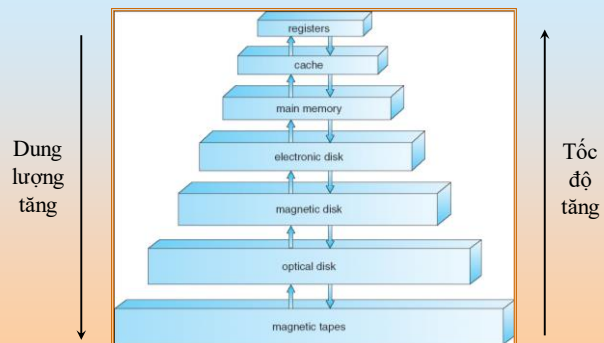 registers
cache
main memory
electronic disk
magnetic disk
optical disk
magnetic tapes
Dung
lượng
tăng
Tốc
độ
tăng